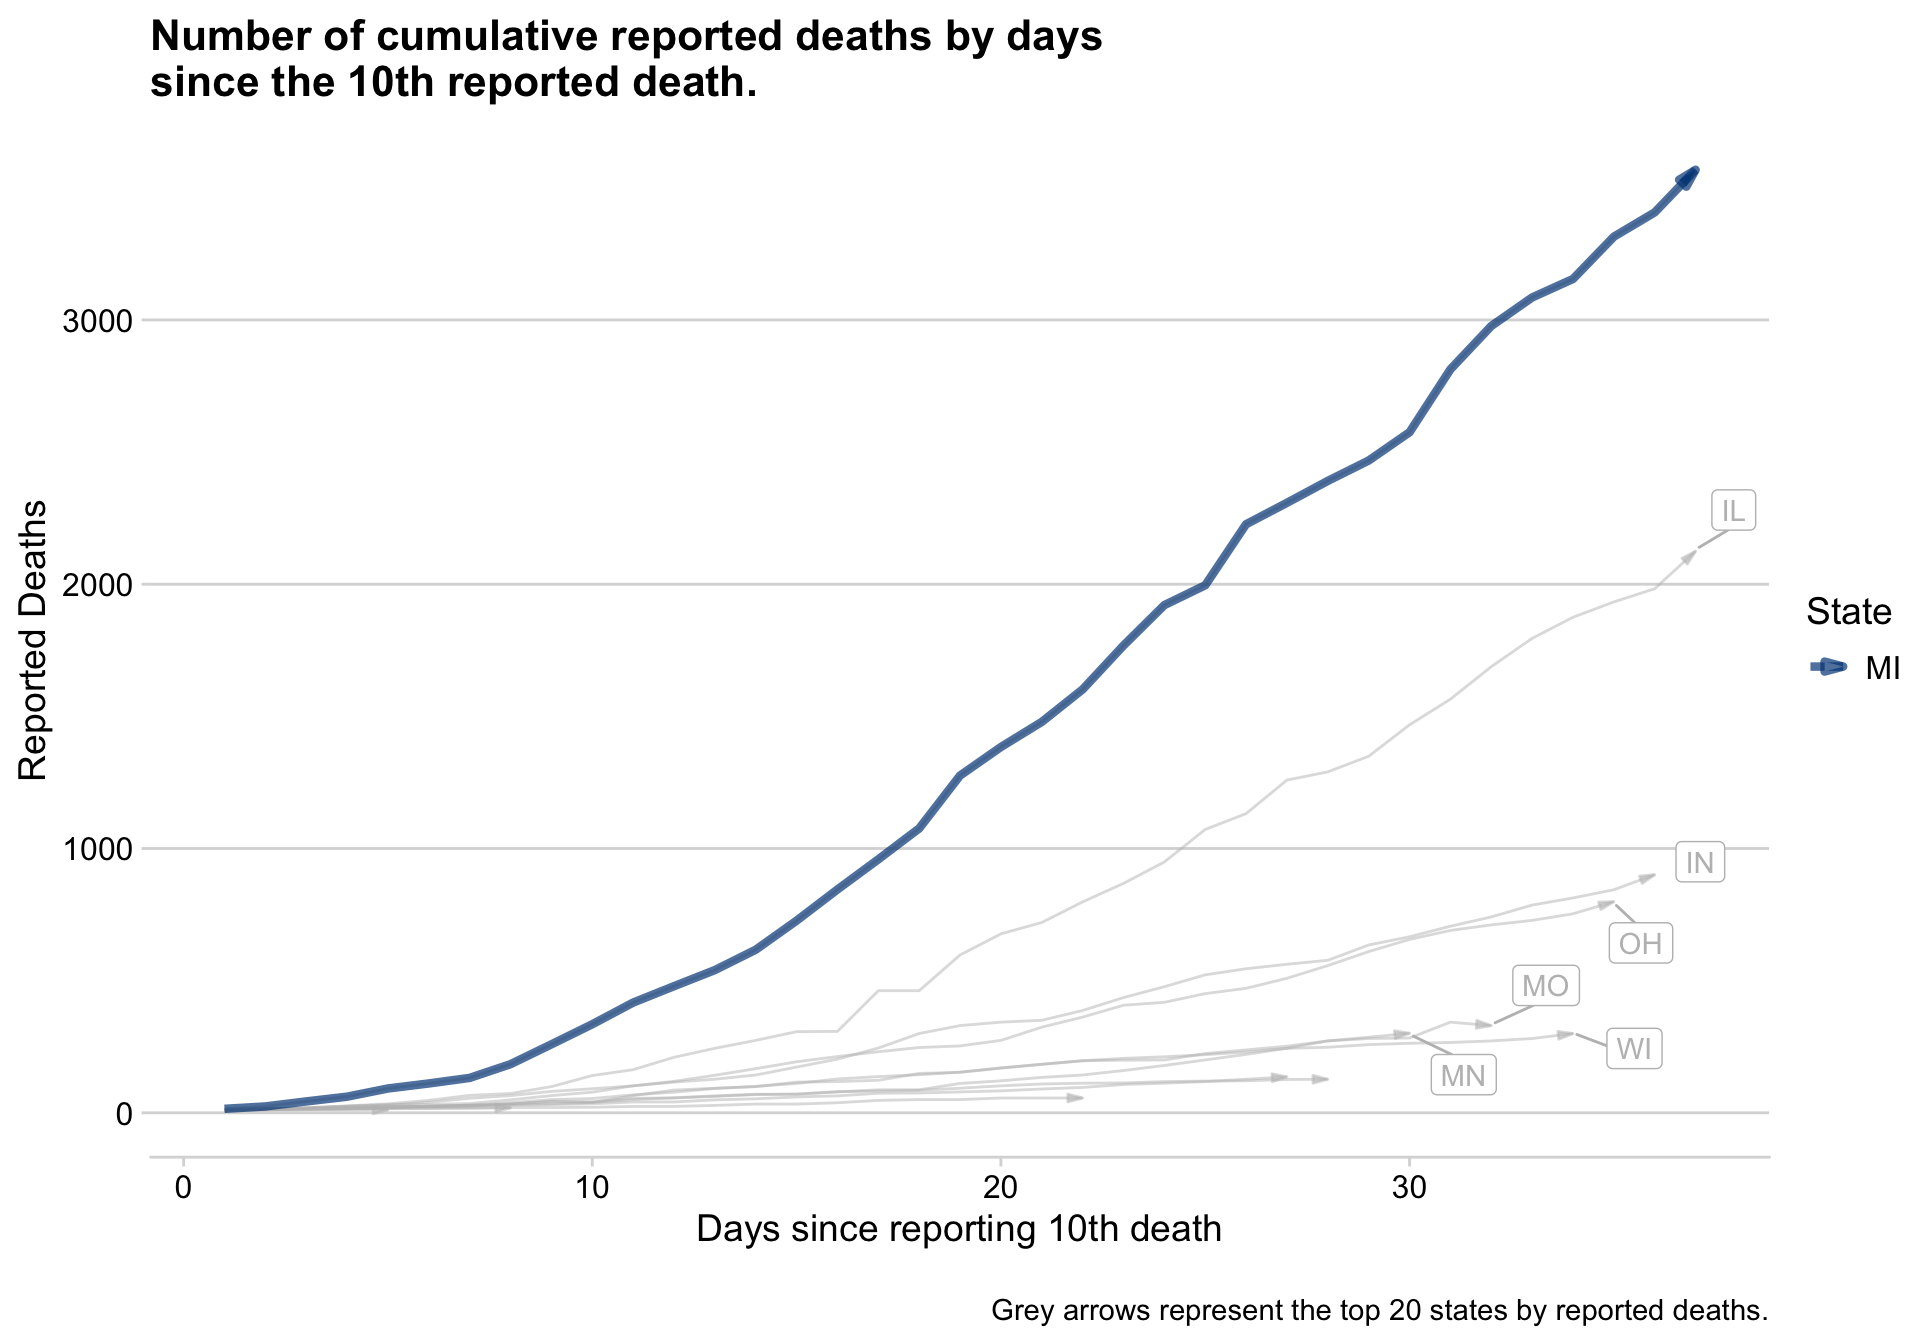 Number of cumulative reported deaths by days
since the 10th reported death.
Reported Deaths
3000
2000
1000
0
IL
IN
OH
MO
WI
MN
State
MI
0
10
20
30
Days since reporting 10th death
Grey arrows represent the top 20 states by reported deaths.